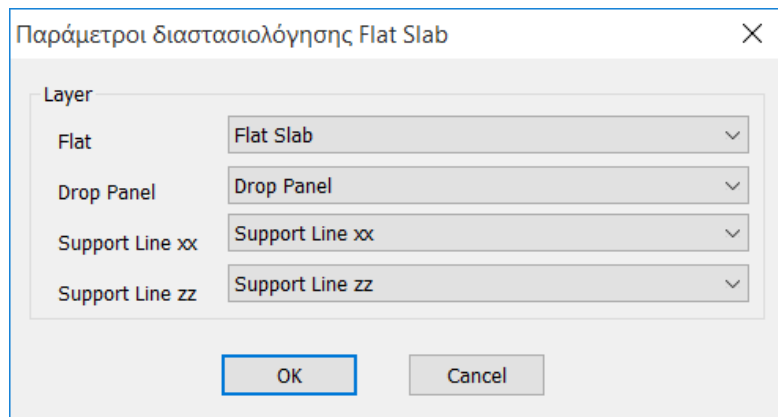 Παράμετροι διαστασιολόγησης Flat Slab
Layer
Flat Flat Slab
Drop Panel Drop Panel
Support Line xx Support Line xx
Support Line zz Support Line zz
OK Cancel